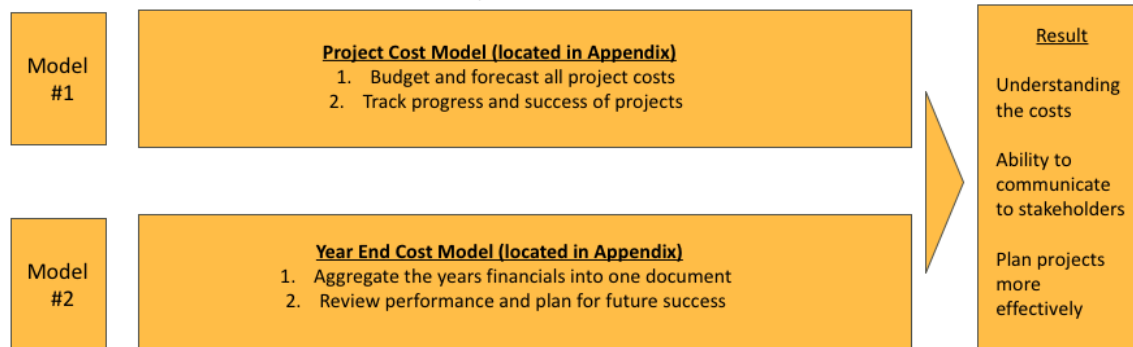 Model
#1
Project Cost Model (located in Appendix)
1. Budget and forecast all project costs
2. Track progress and success of projects
Model
#2
Year End Cost Model (located in Appendix)
1. Aggregate the years financials into one document
2. Review performance and plan for future success
Result
Understanding
the costs
Ability to
communicate
to stakeholders
Plan projects
more
effectively